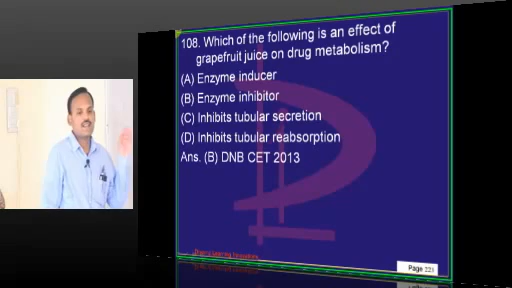 108. Which of the following is an effect of
grapefruit juice on drug metabolism?
(A) Enzyme inducer
(B) Enzyme inhibitor
(C) Inhibits tubular secretion
(D) Inhibits tubular reabsorption
Ans. (B) DNB CET 2013
Page 221